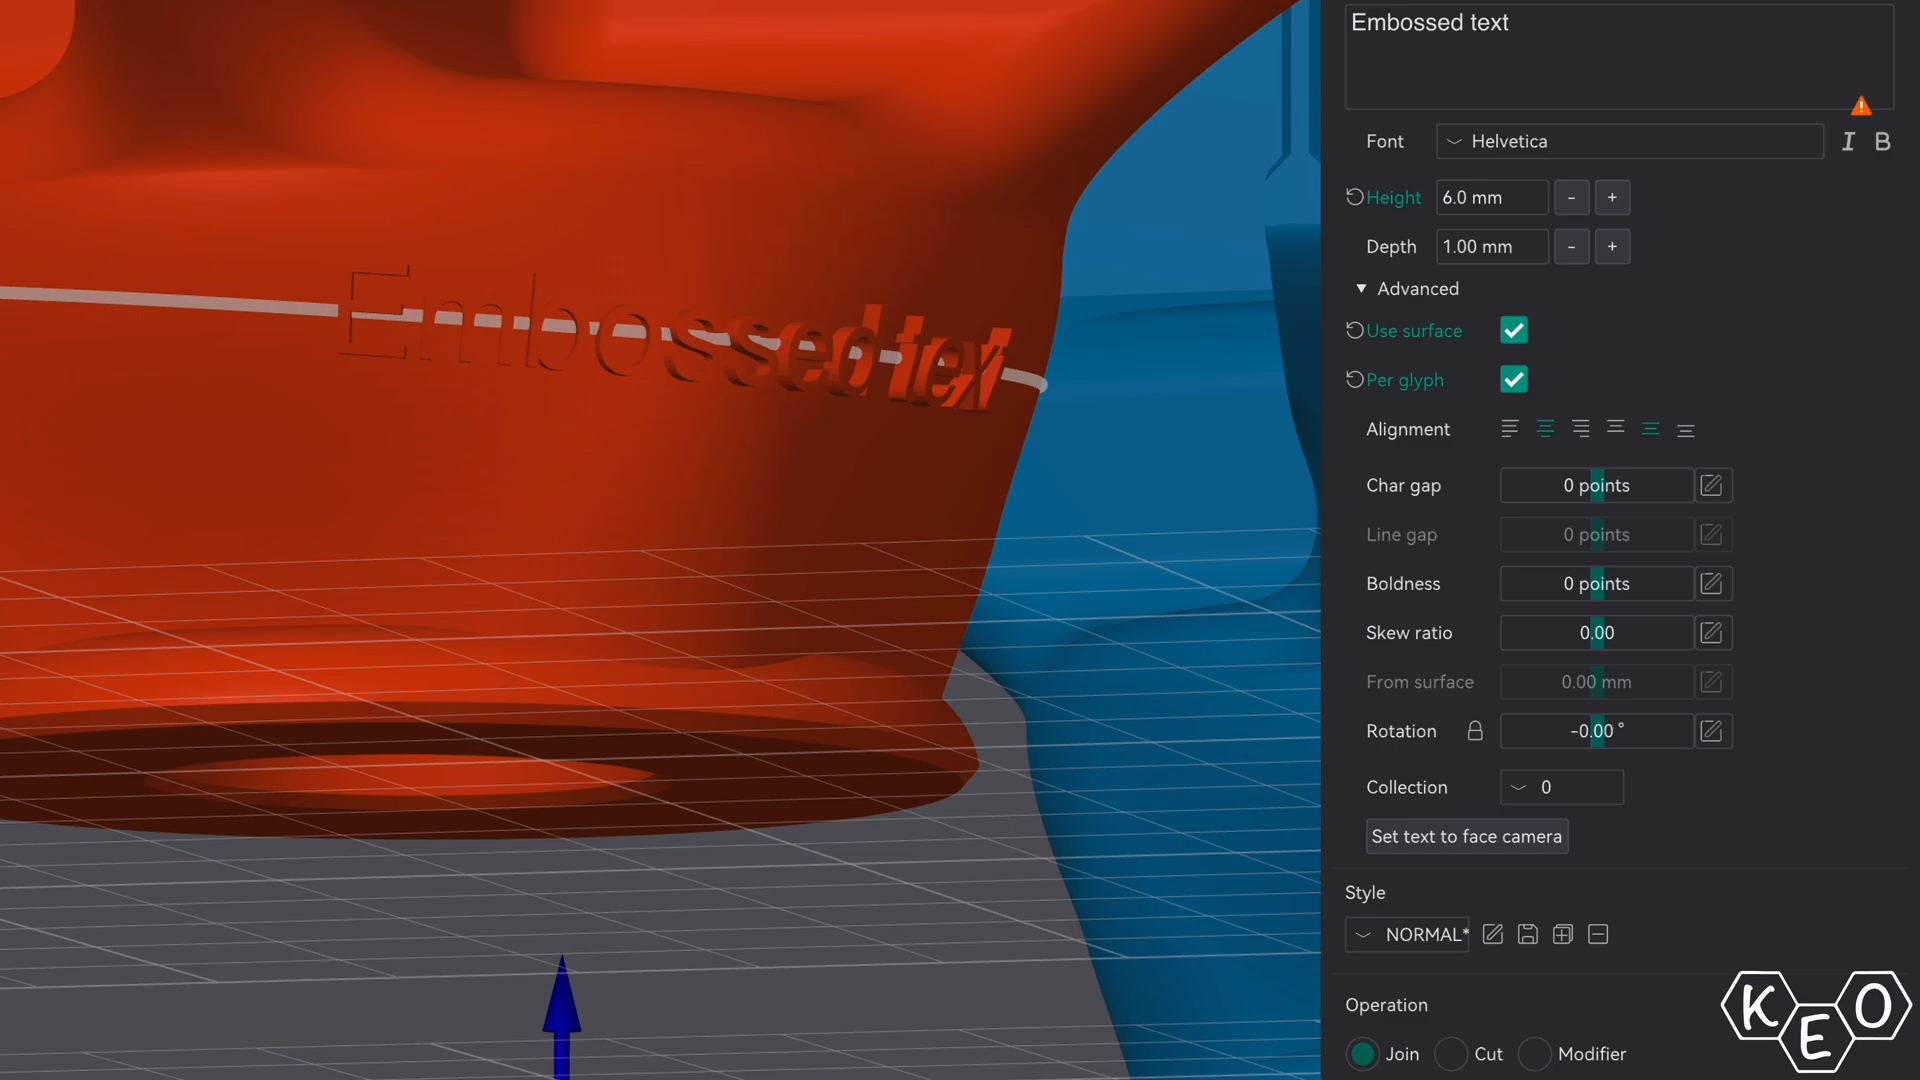 Embossed text
Font
Helvetica
I B
Height
6.0 mm
-
+
Depth
1.00 mm
-
+
Advanced
Use surface
Per glyph
Alignment
Char gap
0 points
Line gap
0 points
Boldness
0 points
Skew ratio
0.00
From surface
0.00 mm
Rotation
-0.00 °
Collection
0
Set text to face camera
Style
NORMAL*
Operation
Join
Cut
Modifier
Embossed text
KEO